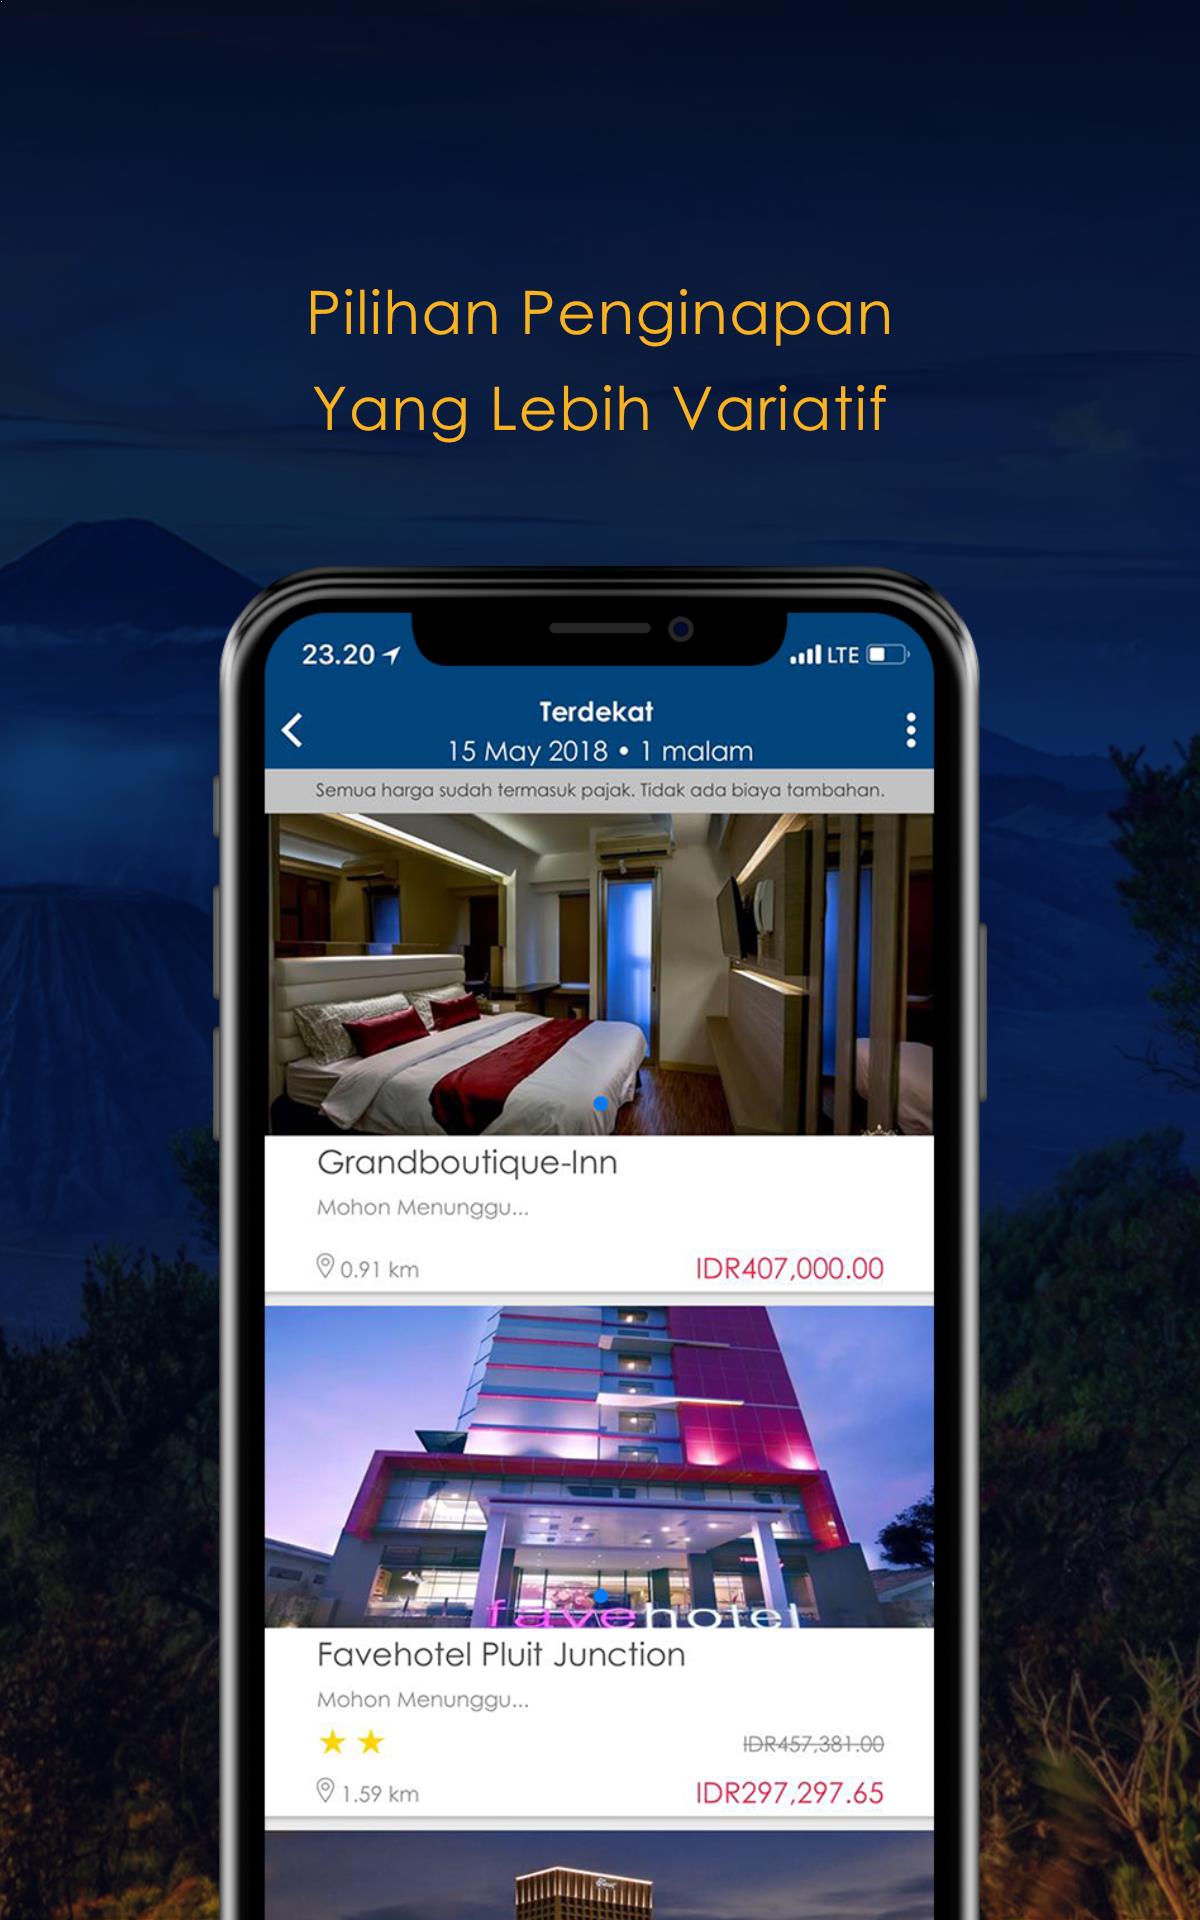 Pilihan Penginapan
Yang Lebih Variatif
23.20
LTE
Terdekat
15 May 2018 • 1 malam
Semua harga sudah termasuk pajak. Tidak ada biaya tambahan.
Grandboutique-Inn
Mohon Menunggu...
0.91 km
IDR407,000.00
favehotel
Favehotel Pluit Junction
Mohon Menunggu...
IDR457,381.00
1.59 km
IDR297,297.65